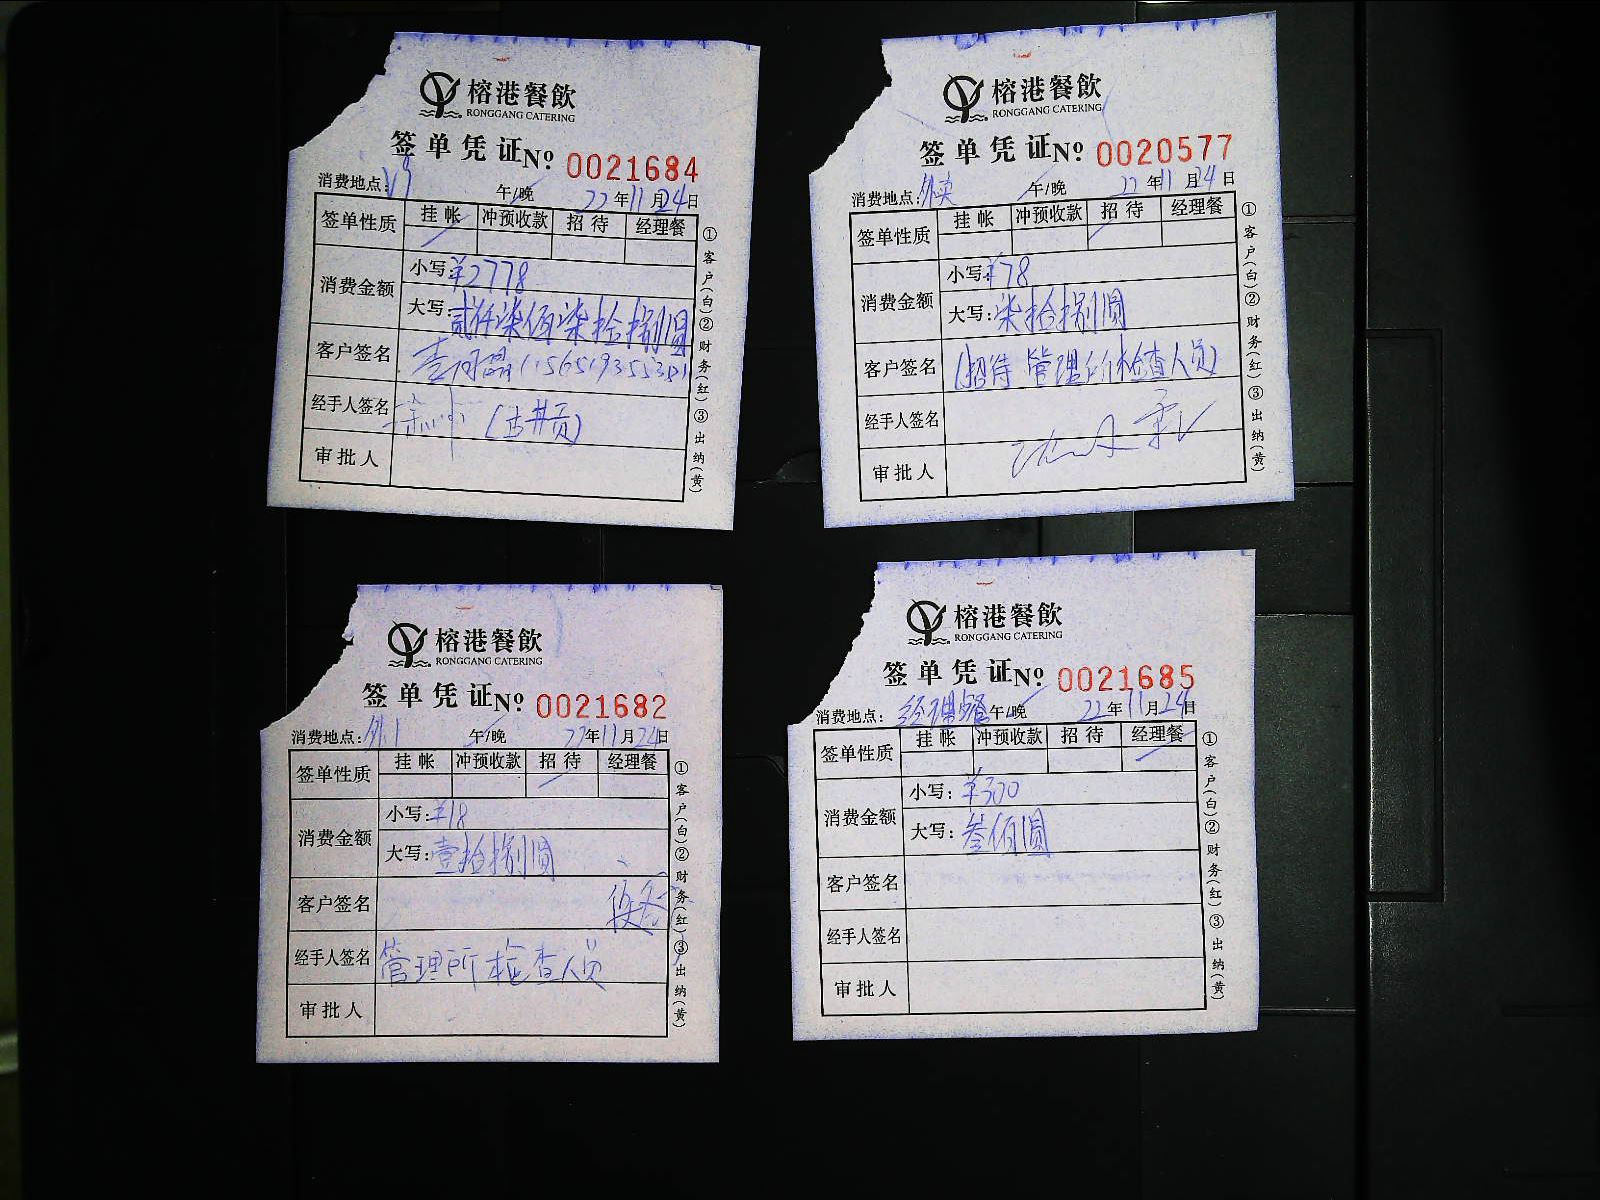 榕港餐飲
RONGGANG CATERING
签单凭证№ 0021684
消费地点: V9 午/晚 22年11月24日
签单性质 挂帐 冲预收款 招待 经理餐
消费金额 小写:¥2778
大写:贰仟柒佰柒拾捌圆
客户签名
经手人签名 (古井贡)
审批人
①客户(白)②财务(红)③出纳(黄)
榕港餐飲
RONGGANG CATERING
签单凭证№ 0020577
消费地点:外卖 午/晚 22年11月24日
签单性质 挂帐 冲预收款 招待 经理餐
消费金额 小写:¥78
大写:柒拾捌圆
客户签名 (招待 管理所检查人员)
经手人签名
审批人
①客户(白)②财务(红)③出纳(黄)
榕港餐飲
RONGGANG CATERING
签单凭证№ 0021682
消费地点:外1 午/晚 22年11月24日
签单性质 挂帐 冲预收款 招待 经理餐
消费金额 小写:¥18
大写:壹拾捌圆
客户签名
经手人签名 管理所检查人员
审批人
①客户(白)②财务(红)③出纳(黄)
榕港餐飲
RONGGANG CATERING
签单凭证№ 0021685
消费地点:经理餐 午/晚 22年11月24日
签单性质 挂帐 冲预收款 招待 经理餐
消费金额 小写:¥300
大写:叁佰圆
客户签名
经手人签名
审批人
①客户(白)②财务(红)③出纳(黄)